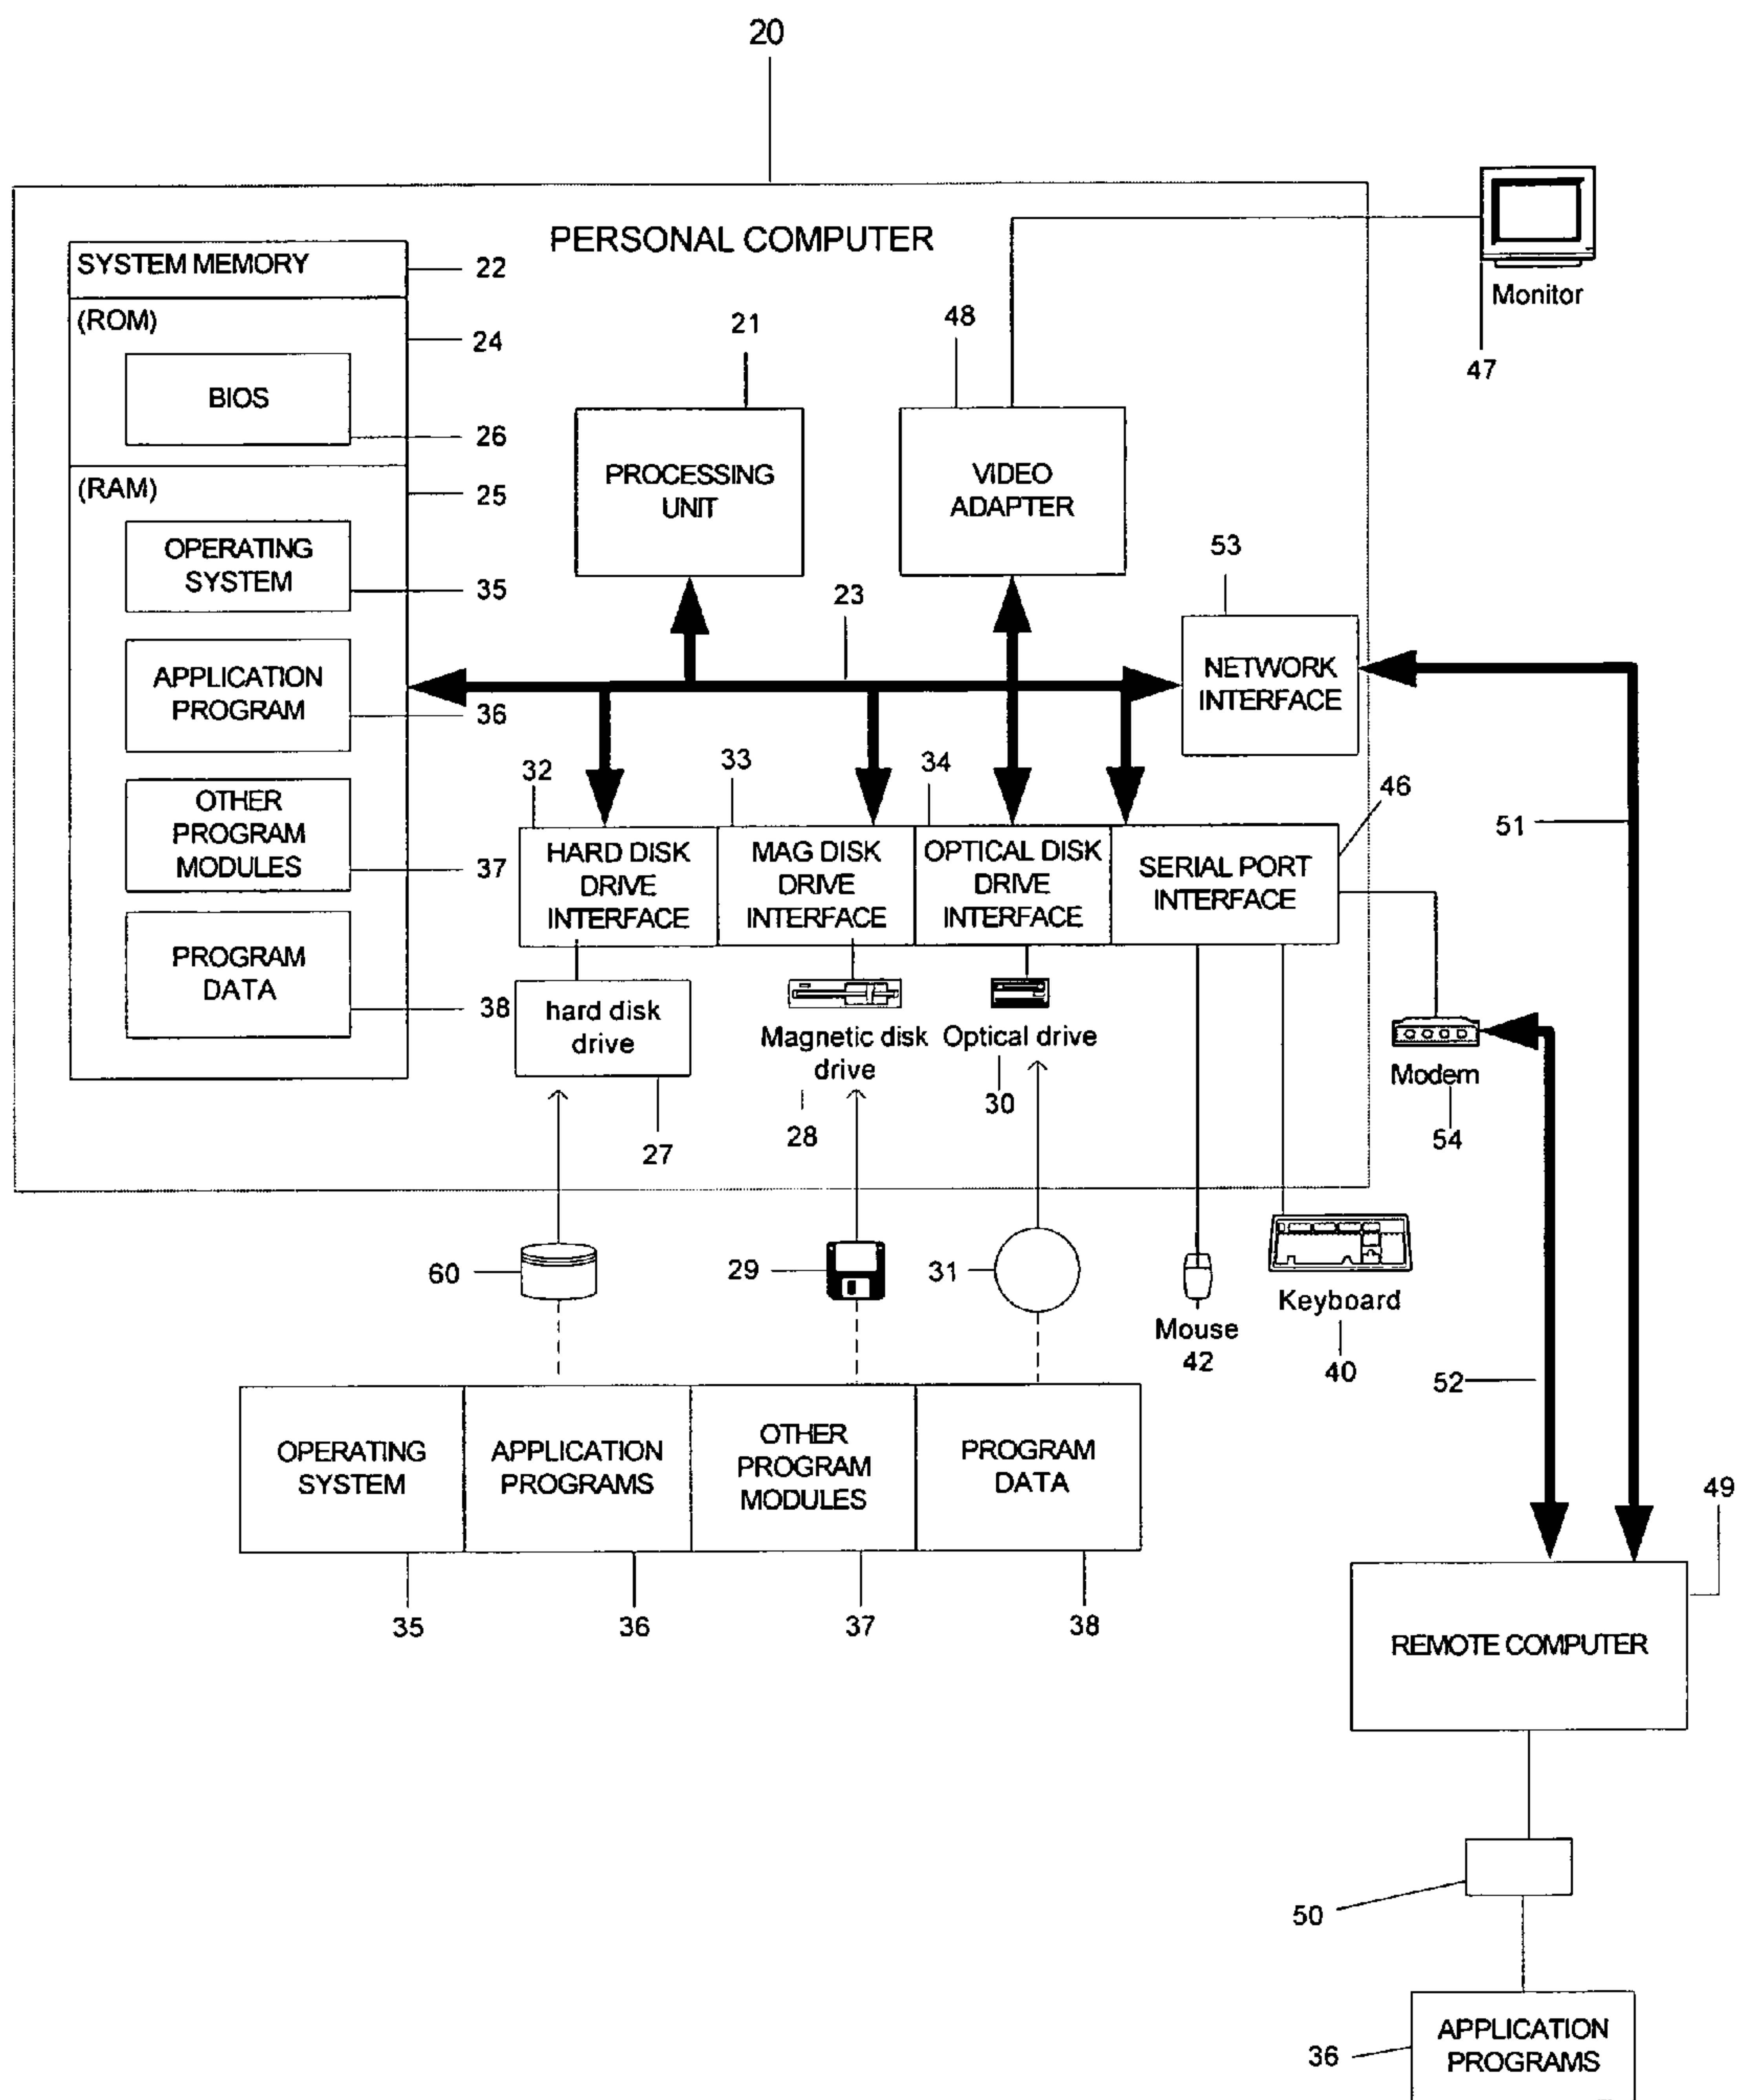 20
PERSONAL COMPUTER
SYSTEM MEMORY
22
(ROM)
24
BIOS
26
(RAM)
25
OPERATING
SYSTEM
35
APPLICATION
PROGRAM
36
OTHER
PROGRAM
MODULES
37
PROGRAM
DATA
38
21
PROCESSING
UNIT
48
VIDEO
ADAPTER
Monitor
47
23
53
NETWORK
INTERFACE
32
33
34
46
51
HARD DISK
DRIVE
INTERFACE
MAG DISK
DRIVE
INTERFACE
OPTICAL DISK
DRIVE
INTERFACE
SERIAL PORT
INTERFACE
hard disk
drive
27
Magnetic disk
drive
28
Optical drive
30
Modem
54
60
29
31
Mouse
42
Keyboard
40
52
OPERATING
SYSTEM
APPLICATION
PROGRAMS
OTHER
PROGRAM
MODULES
PROGRAM
DATA
35
36
37
38
49
REMOTE COMPUTER
50
36
APPLICATION
PROGRAMS